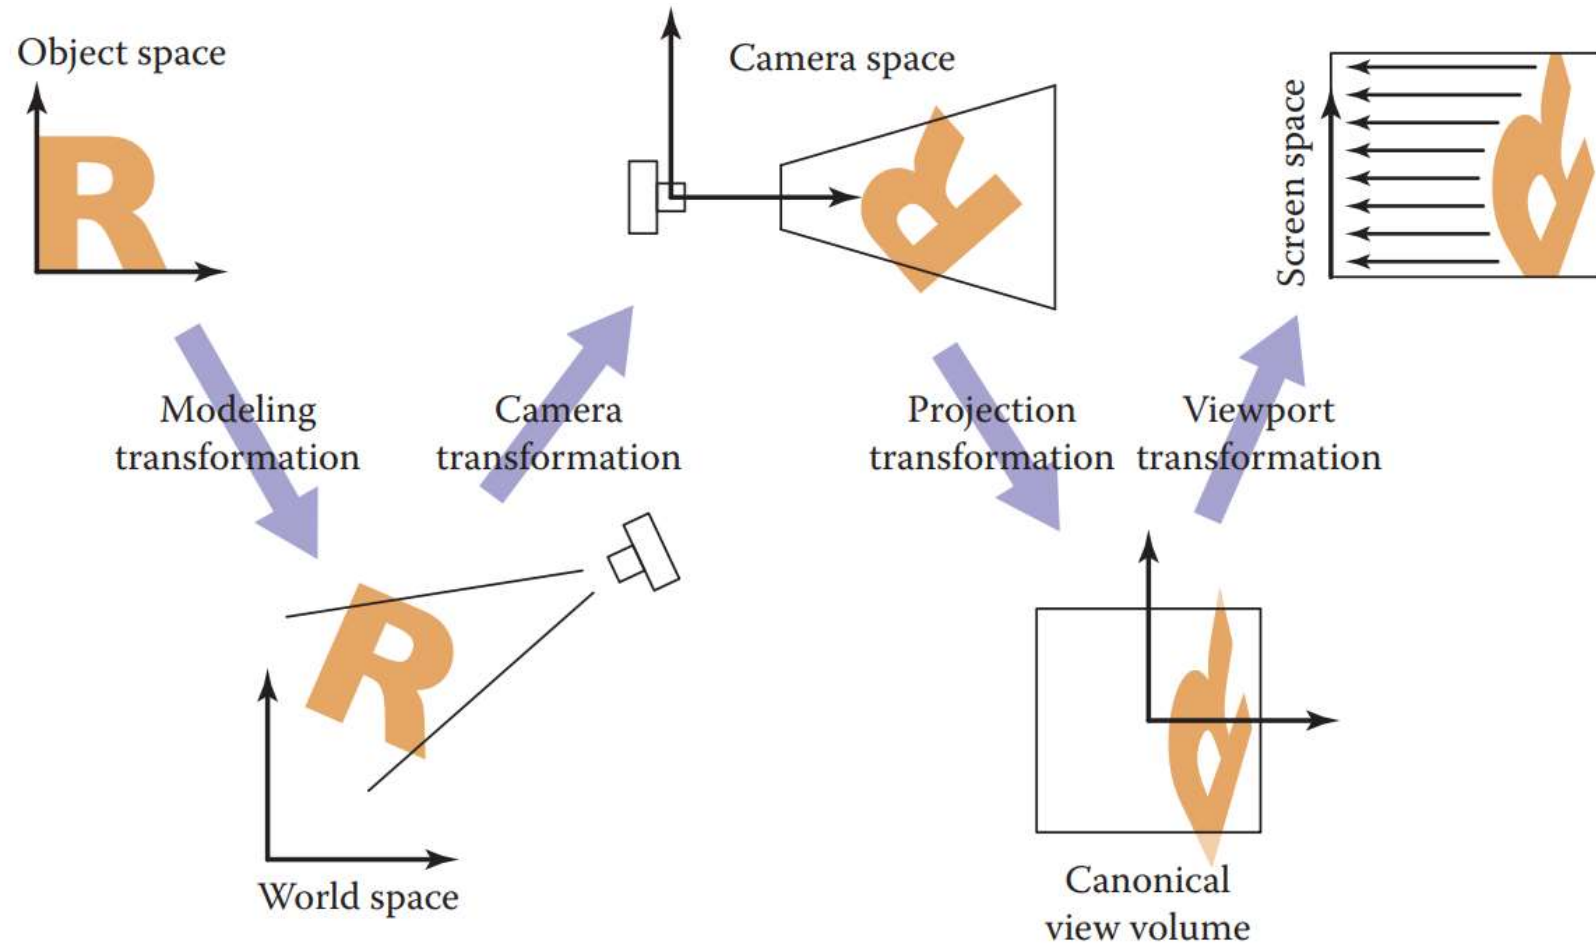 Object space
Camera space
Screen space
Modeling
transformation
Camera
transformation
Projection
transformation
Viewport
transformation
World space
Canonical
view volume